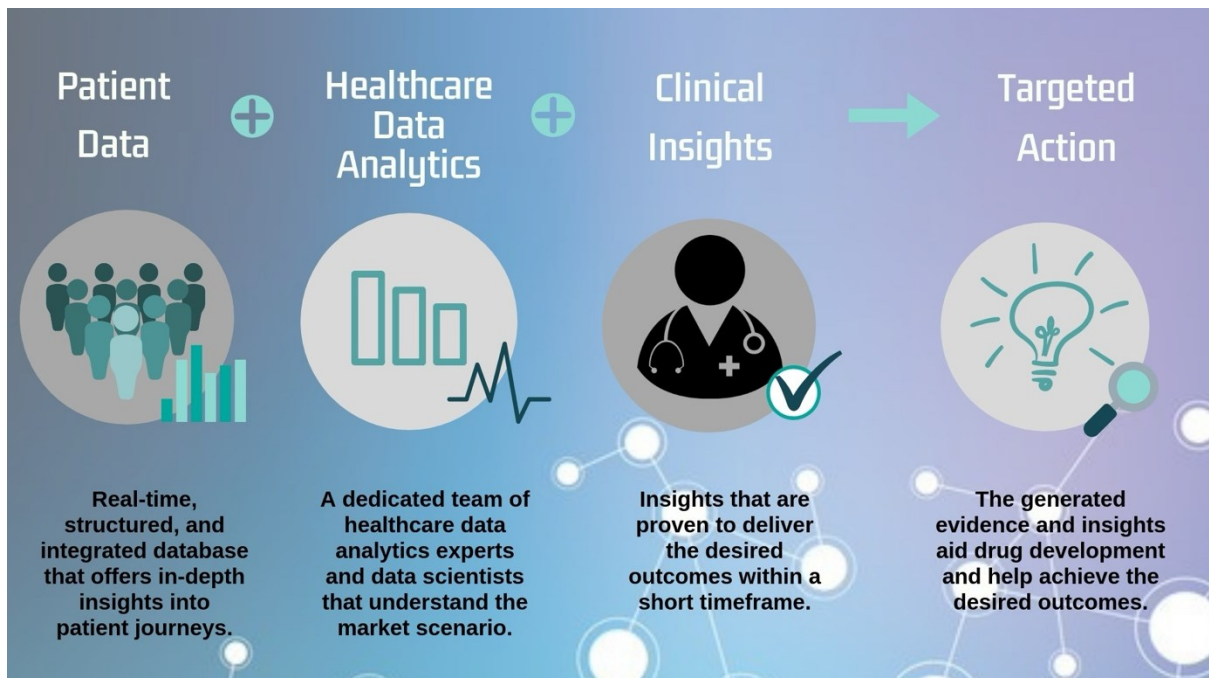 Patient
Data
Healthcare
Data
Analytics
Clinical
Insights
Targeted
Action
Real-time,
structured, and
integrated database
that offers in-depth
insights into
patient journeys.
A dedicated team of
healthcare data
analytics experts
and data scientists
that understand the
market scenario.
Insights that are
proven to deliver
the desired
outcomes within a
short timeframe.
The generated
evidence and insights
aid drug development
and help achieve the
desired outcomes.